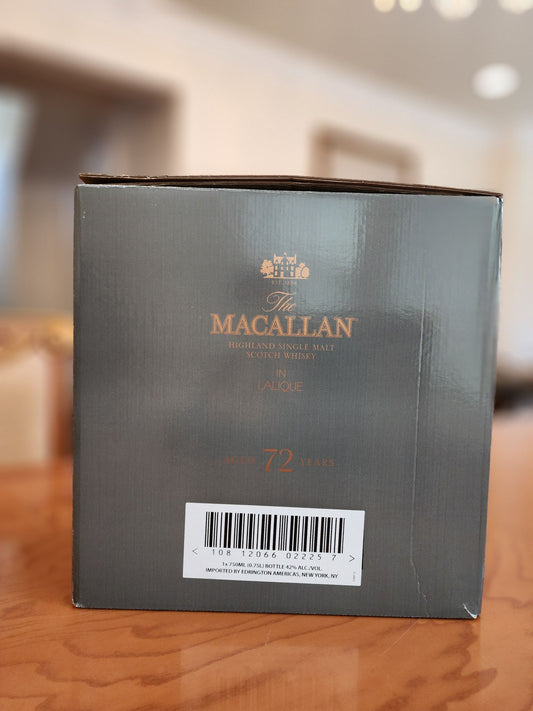 EST. 1824
The
MACALLAN
HIGHLAND SINGLE MALT
SCOTCH WHISKY
IN
LALIQUE
AGED 72 YEARS
< 108 12066 02225 7 >
1x 750ML (0.75L) BOTTLE 42% ALC./VOL.
IMPORTED BY EDRINGTON AMERICAS, NEW YORK, NY